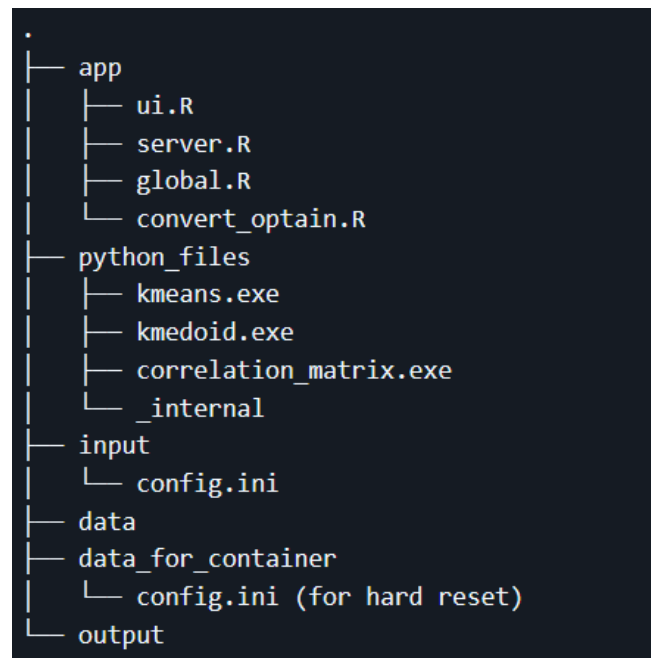 .
├── app
│   ├── ui.R
│   ├── server.R
│   ├── global.R
│   └── convert_optain.R
├── python_files
│   ├── kmeans.exe
│   ├── kmedoid.exe
│   ├── correlation_matrix.exe
│   └── _internal
├── input
│   └── config.ini
├── data
├── data_for_container
│   └── config.ini (for hard reset)
└── output